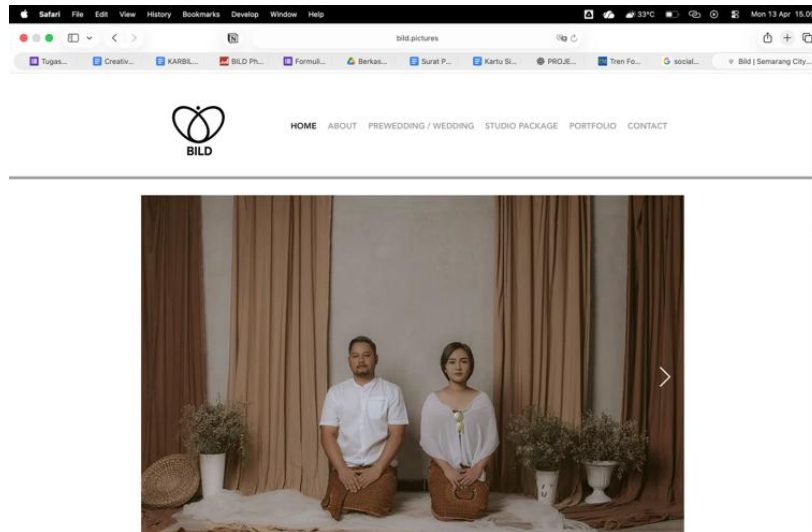 Safari File Edit View History Bookmarks Develop Window Help 33°C Mon 13 Apr 15.0
bild.pictures
Tugas... Creativ... KARBIL... BILD Ph... Formuli... Berkas... Surat P... Kartu Si... PROJE... Tren Fo... social... Bild | Semarang City...
HOME ABOUT PREWEDDING / WEDDING STUDIO PACKAGE PORTFOLIO CONTACT
BILD